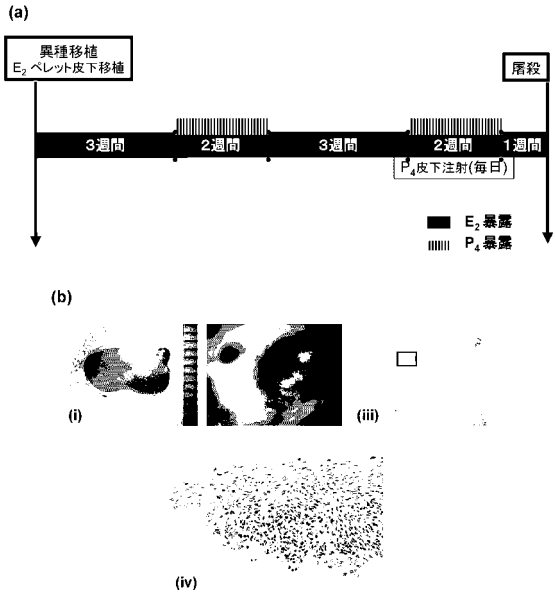 (a)
異種移植
E2 ペレット皮下移植
屠殺
3週間
2週間
3週間
2週間
1週間
P4皮下注射(毎日)
E2 暴露
P4 暴露
(b)
(i)
(iii)
(iv)